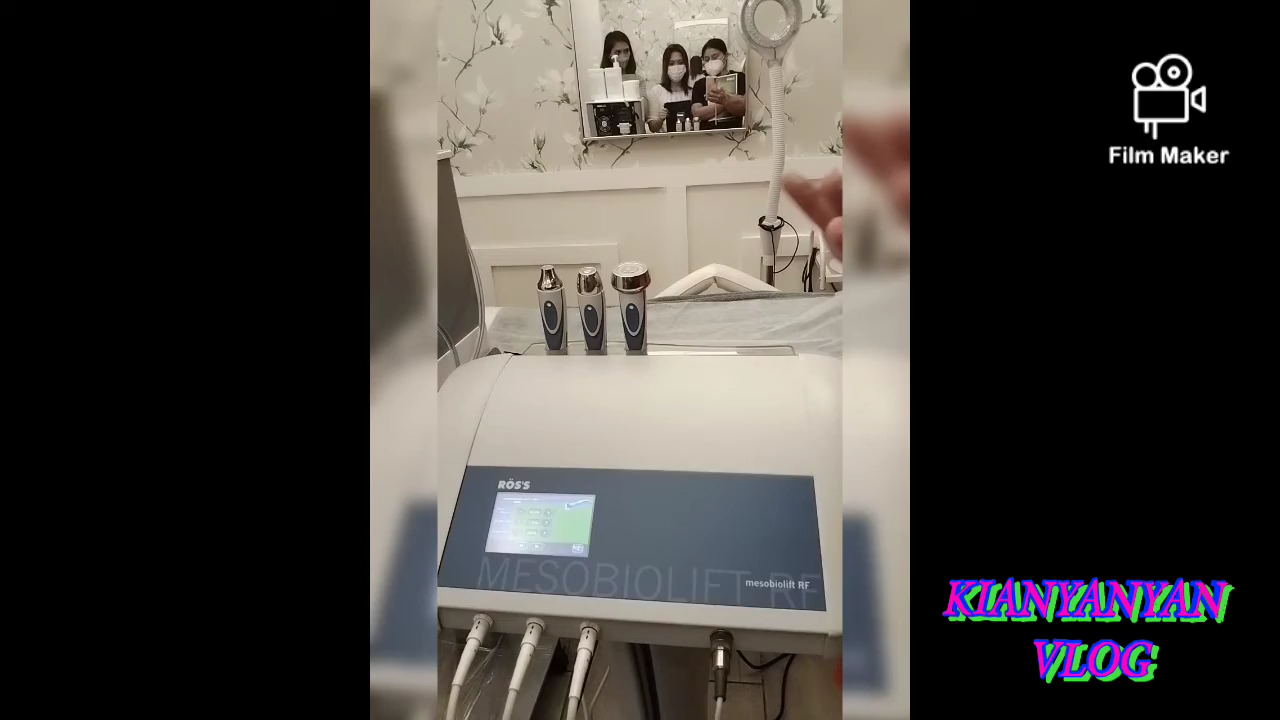 Film Maker
RÖS'S
MESOBIOLIFT RF
mesobiolift RF
KIANYANYAN
VLOG